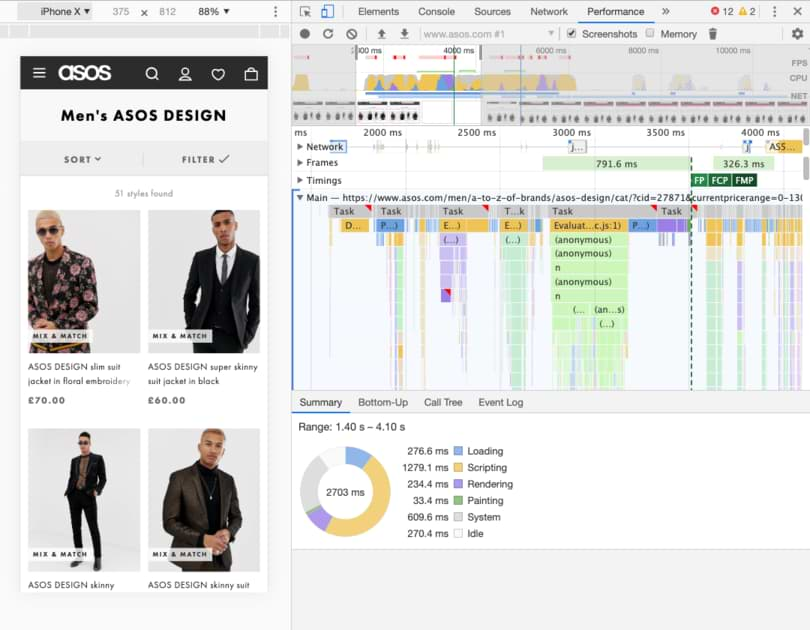 iPhone X ▼ 375 × 812 88% ▼
asos
Men's ASOS DESIGN
SORT
FILTER
51 styles found
MIX & MATCH
MIX & MATCH
ASOS DESIGN slim suit
jacket in floral embroidery
£70.00
ASOS DESIGN super skinny
suit jacket in black
£60.00
MIX & MATCH
MIX & MATCH
ASOS DESIGN skinny
ASOS DESIGN skinny suit
Elements Console Sources Network Performance » 12 2
www.asos.com #1 Screenshots Memory
4000 ms 6000 ms 8000 ms 10000 ms
FPS
CPU
NET
ms 2000 ms 2500 ms 3000 ms 3500 ms 4000 ms
Network J… J ASS…
Frames 791.6 ms 326.3 ms
Timings FP FCP FMP
Main — https://www.asos.com/men/a-to-z-of-brands/asos-design/cat/?cid=27871&currentpricerange=0-130
Task Task Task T…k Task Task
D… P…) E…) E…) Evaluat…c.js:1) P…)
(…) (…) (anonymous)
(anonymous)
n
(anonymous)
n
(… (an…s)
(…)
Summary Bottom-Up Call Tree Event Log
Range: 1.40 s – 4.10 s
2703 ms
276.6 ms Loading
1279.1 ms Scripting
234.4 ms Rendering
33.4 ms Painting
609.6 ms System
270.4 ms Idle